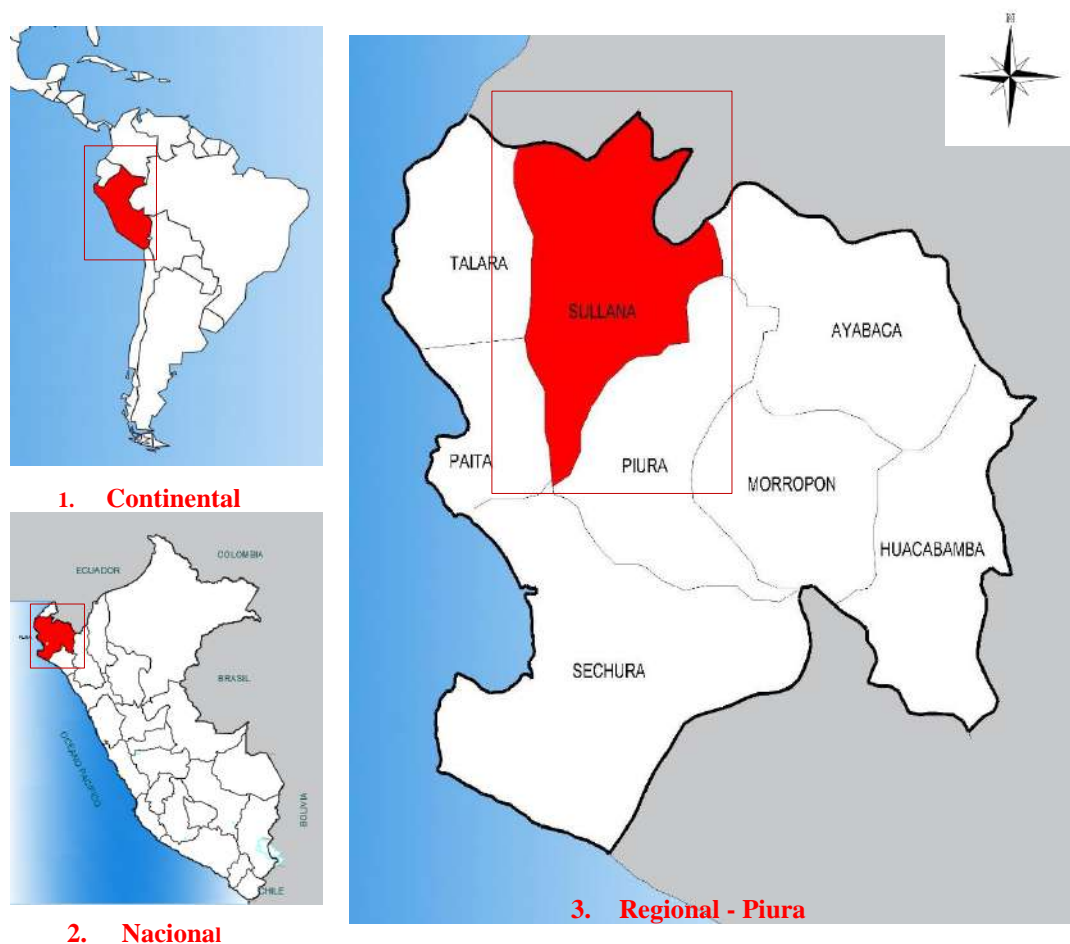 1. Continental
ECUADOR
COLOMBIA
BRASIL
OCEANO PACIFICO
BOLIVIA
CHILE
2. Nacional
N
TALARA
SULLANA
AYABACA
PAITA
PIURA
MORROPON
HUACABAMBA
SECHURA
3. Regional - Piura